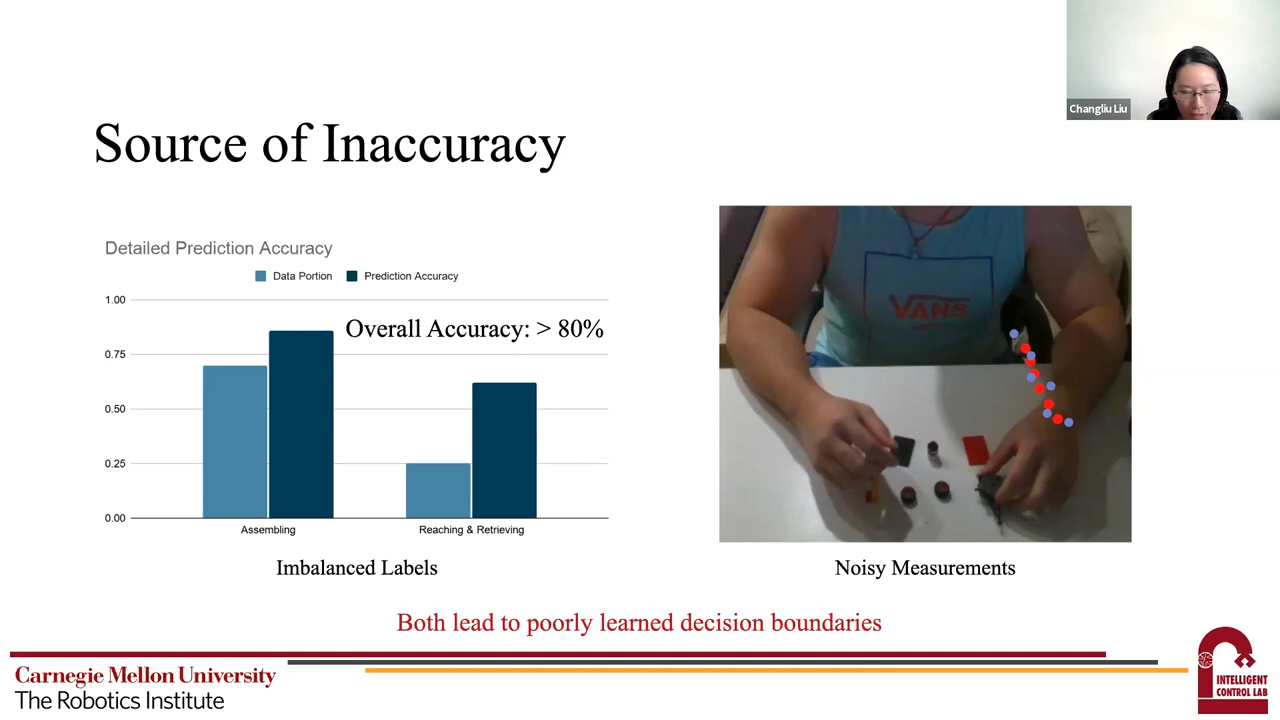 Changliu Liu
Source of Inaccuracy
Detailed Prediction Accuracy
Data Portion
Prediction Accuracy
1.00
Overall Accuracy: > 80%
0.75
0.50
0.25
0.00
Assembling
Reaching & Retrieving
Imbalanced Labels
VANS
Noisy Measurements
Both lead to poorly learned decision boundaries
Carnegie Mellon University
The Robotics Institute
INTELLIGENT
CONTROL LAB